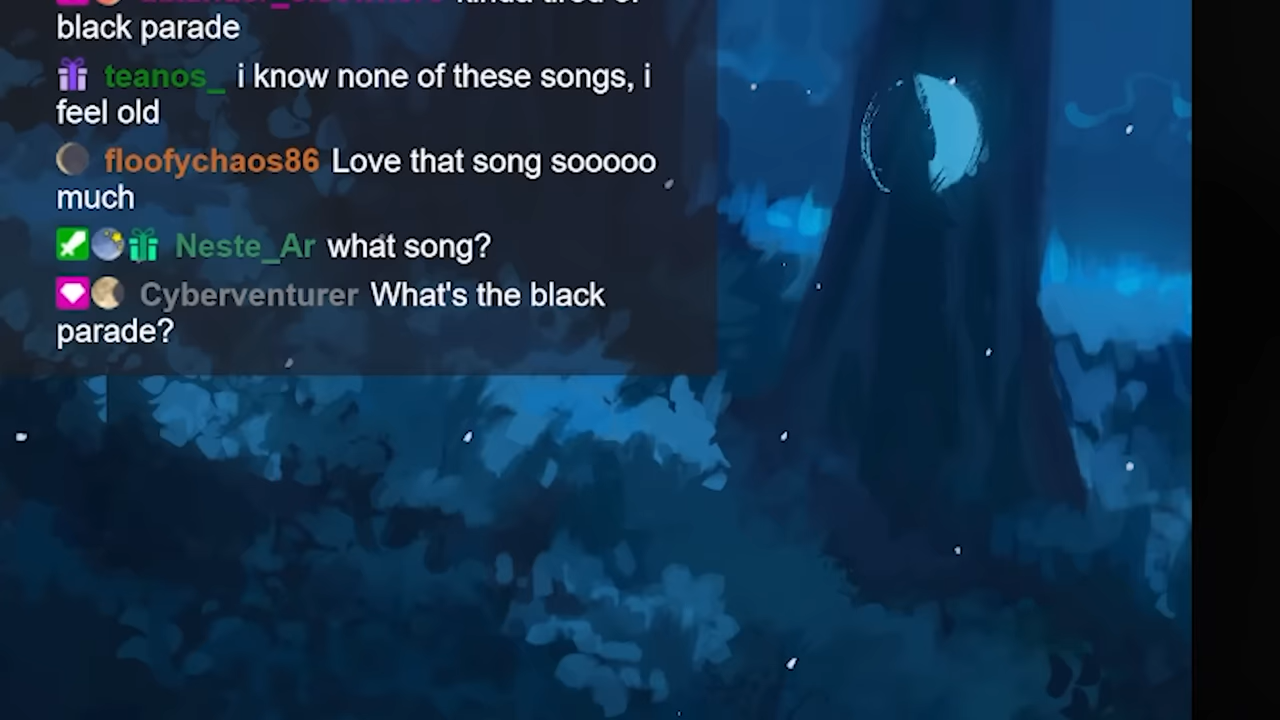 black parade
teanos_ i know none of these songs, i
feel old
floofychaos86 Love that song sooooo
much
Neste_Ar what song?
Cyberventurer What's the black
parade?